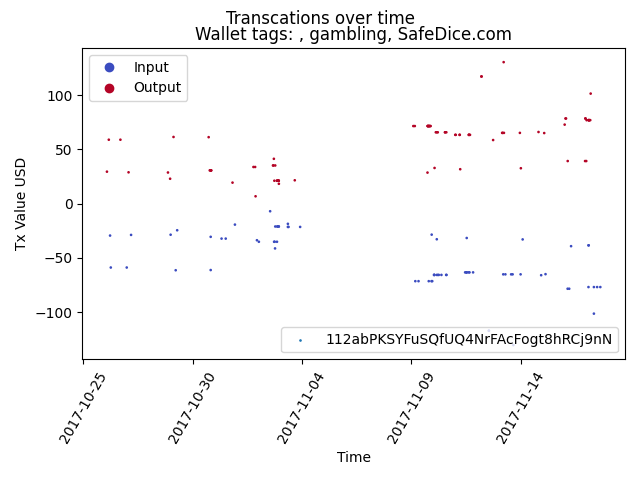 Transcations over time
Wallet tags: , gambling, SafeDice.com
Input
Output
Tx Value USD
100
50
0
−50
−100
112abPKSYFuSQfUQ4NrFAcFogt8hRCj9nN
2017-10-25
2017-10-30
2017-11-04
2017-11-09
2017-11-14
Time